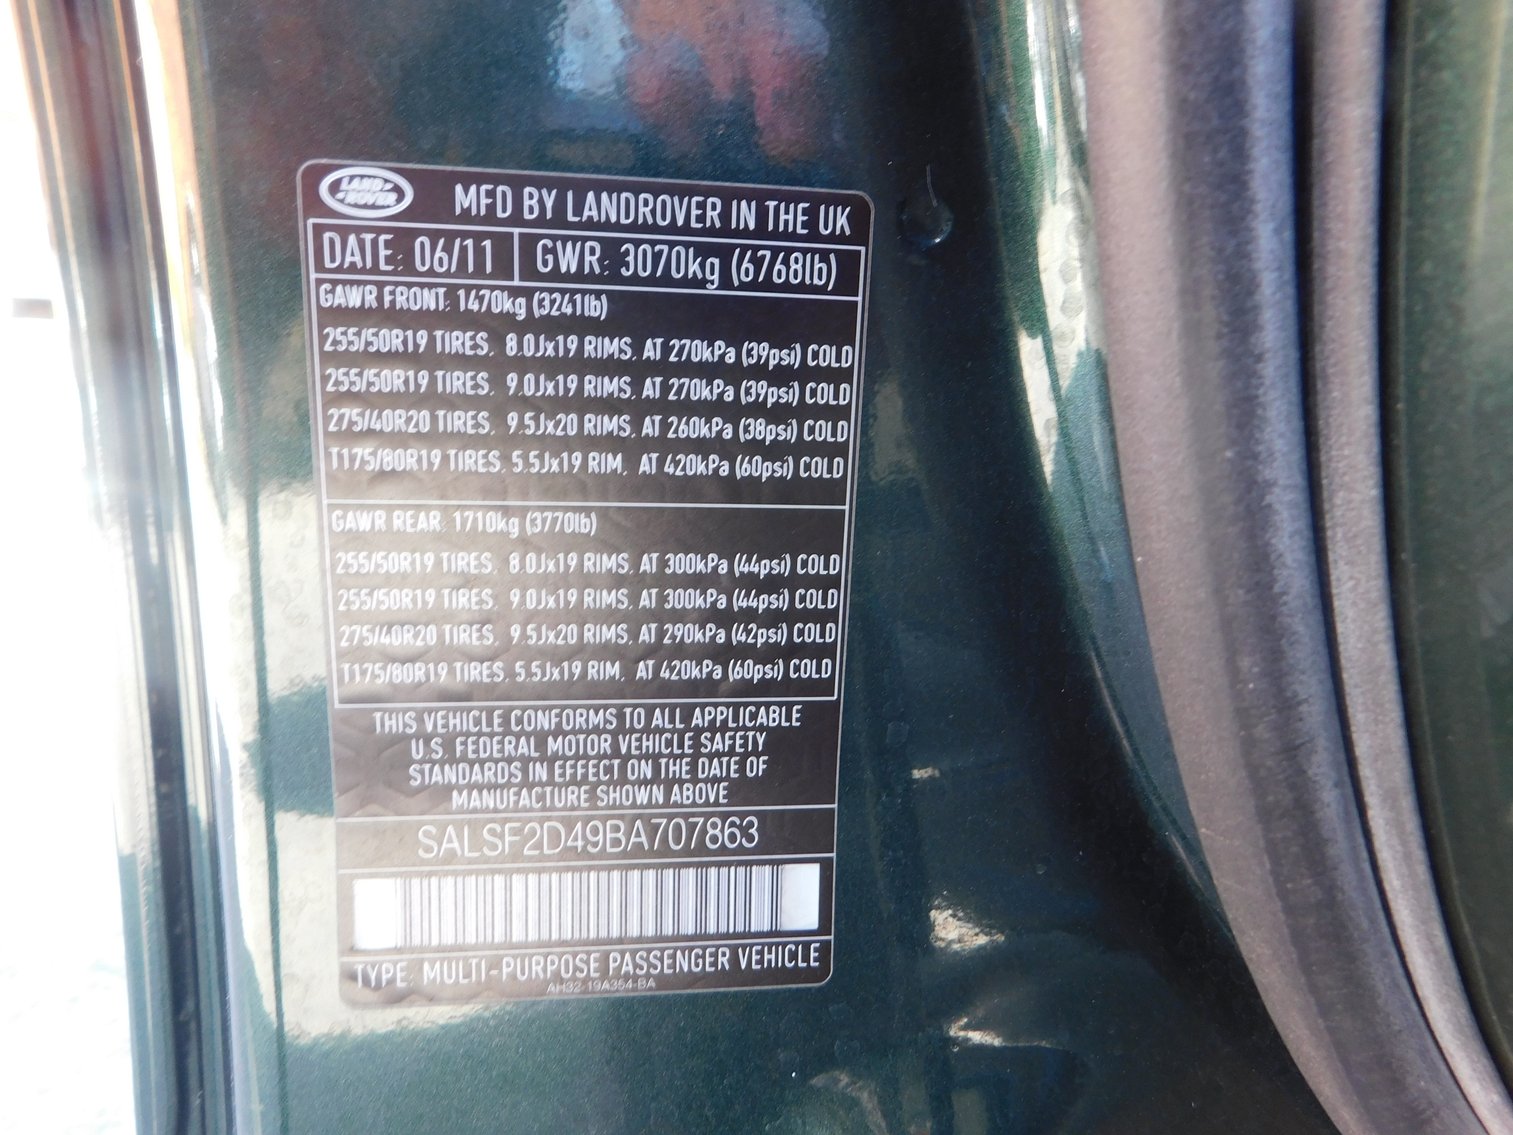 LAND ROVER
MFD BY LANDROVER IN THE UK
DATE: 06/11 GWR: 3070kg (6768lb)
GAWR FRONT: 1470kg (3241lb)
255/50R19 TIRES, 8.0Jx19 RIMS, AT 270kPa (39psi) COLD
255/50R19 TIRES, 9.0Jx19 RIMS, AT 270kPa (39psi) COLD
275/40R20 TIRES, 9.5Jx20 RIMS, AT 260kPa (38psi) COLD
T175/80R19 TIRES, 5.5Jx19 RIM, AT 420kPa (60psi) COLD
GAWR REAR: 1710kg (3770lb)
255/50R19 TIRES, 8.0Jx19 RIMS, AT 300kPa (44psi) COLD
255/50R19 TIRES, 9.0Jx19 RIMS, AT 300kPa (44psi) COLD
275/40R20 TIRES, 9.5Jx20 RIMS, AT 290kPa (42psi) COLD
T175/80R19 TIRES, 5.5Jx19 RIM, AT 420kPa (60psi) COLD
THIS VEHICLE CONFORMS TO ALL APPLICABLE
U.S. FEDERAL MOTOR VEHICLE SAFETY
STANDARDS IN EFFECT ON THE DATE OF
MANUFACTURE SHOWN ABOVE
SALSF2D49BA707863
TYPE: MULTI-PURPOSE PASSENGER VEHICLE
AH32-19A354-BA